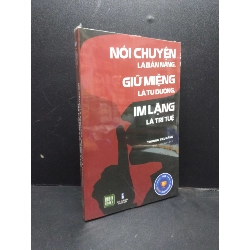 NÓI CHUYỆN
LÀ BẢN NĂNG,
GIỮ MIỆNG
LÀ TU DƯỠNG,
IM LẶNG
LÀ TRÍ TUỆ